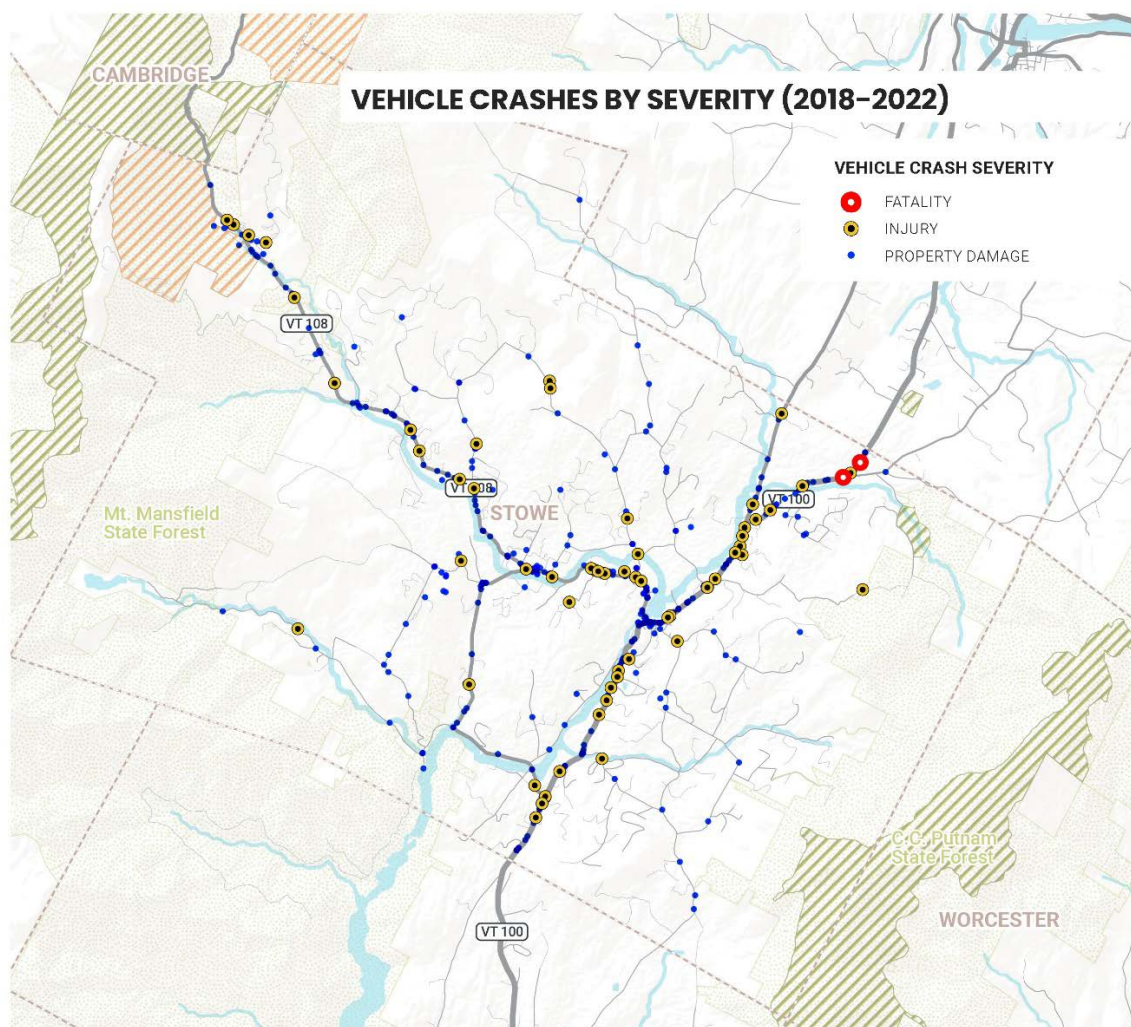 CAMBRIDGE
VEHICLE CRASHES BY SEVERITY (2018-2022)
VEHICLE CRASH SEVERITY
FATALITY
INJURY
PROPERTY DAMAGE
VT 108
VT 108
VT 100
STOWE
Mt. Mansfield
State Forest
C.C. Putnam
State Forest
WORCESTER
VT 100